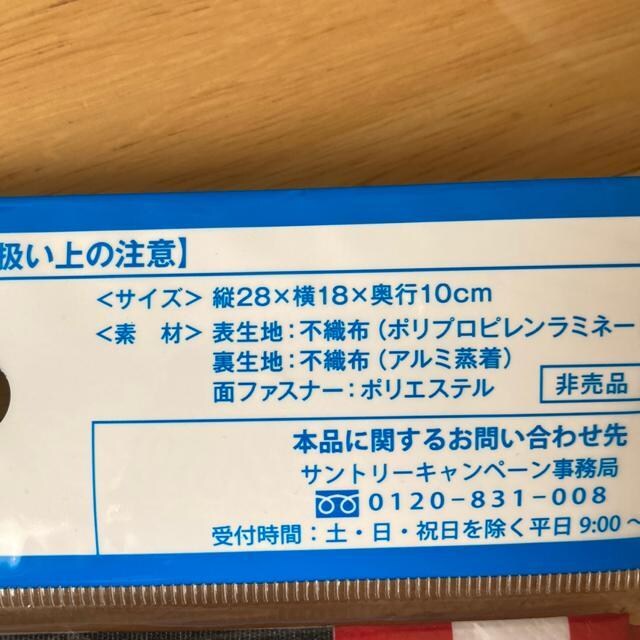 扱い上の注意】
<サイズ> 縦28×横18×奥行10cm
<素 材> 表生地:不織布(ポリプロピレンラミネー
裏生地:不織布(アルミ蒸着)
面ファスナー:ポリエステル
非売品
本品に関するお問い合わせ先
サントリーキャンペーン事務局
0120-831-008
受付時間:土・日・祝日を除く平日 9:00~